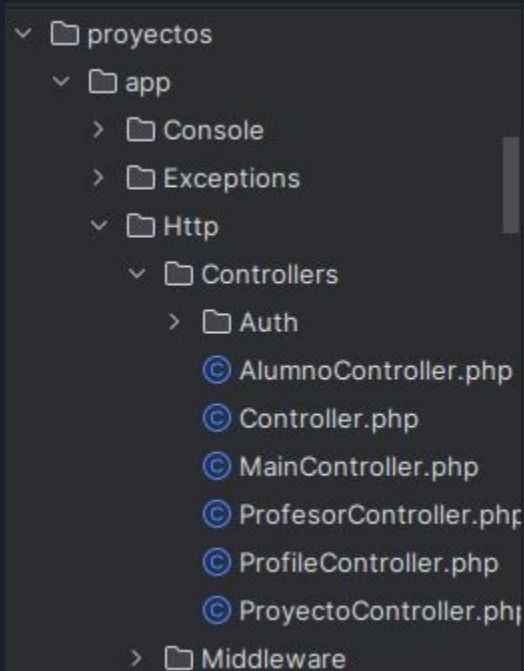 proyectos
app
Console
Exceptions
Http
Controllers
Auth
AlumnoController.php
Controller.php
MainController.php
ProfesorController.php
ProfileController.php
ProyectoController.php
Middleware